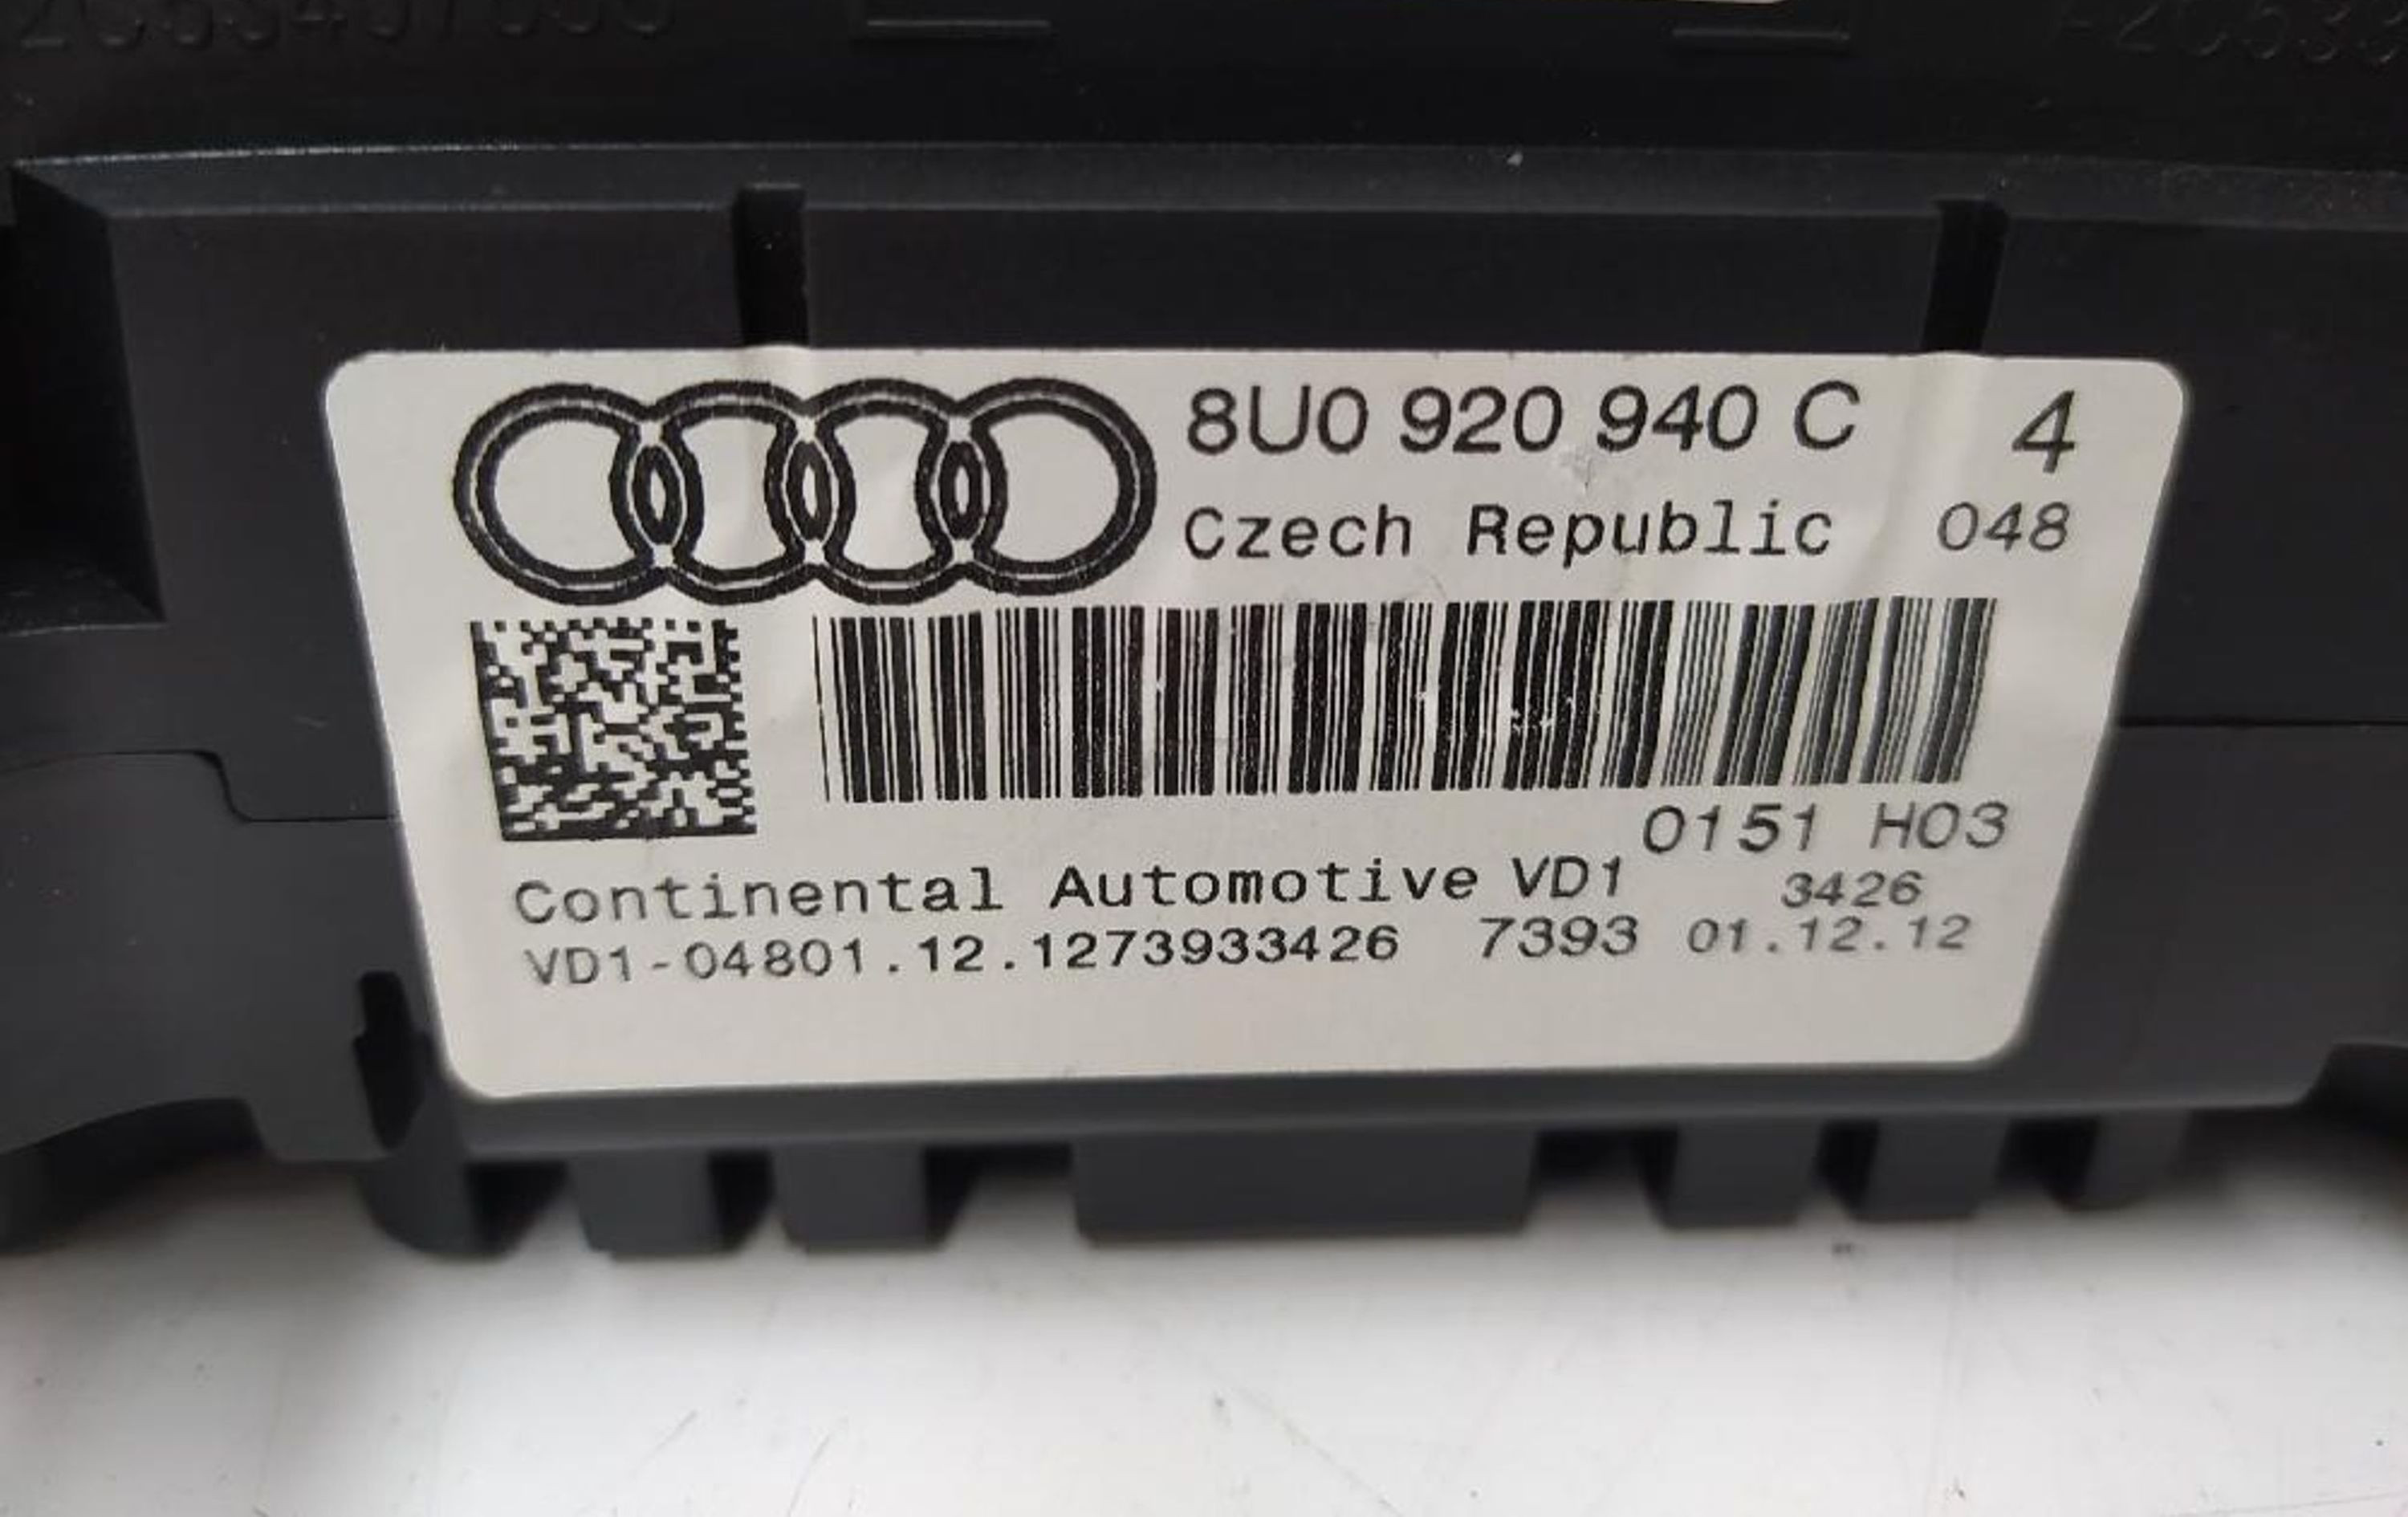 8U0 920 940 C 4
Czech Republic 048
0151 H03
Continental Automotive VD1 3426
VD1-04801.12.1273933426 7393 01.12.12